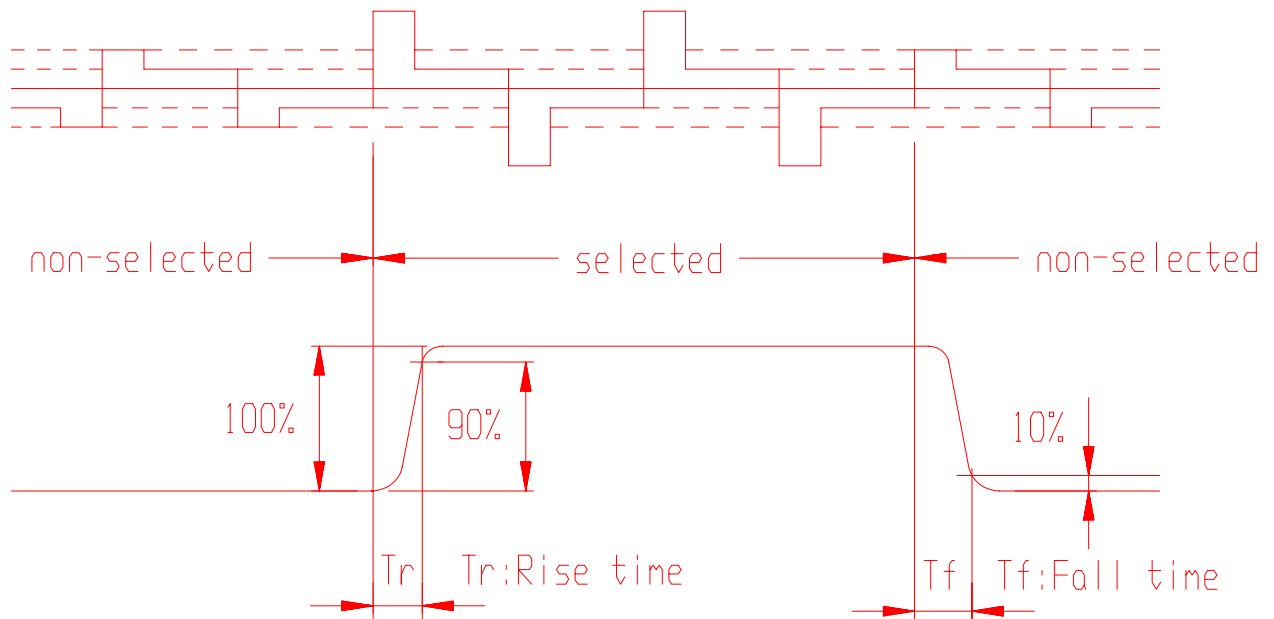 non-selected
selected
non-selected
100%
90%
10%
Tr
Tr:Rise time
Tf
Tf:Fall time